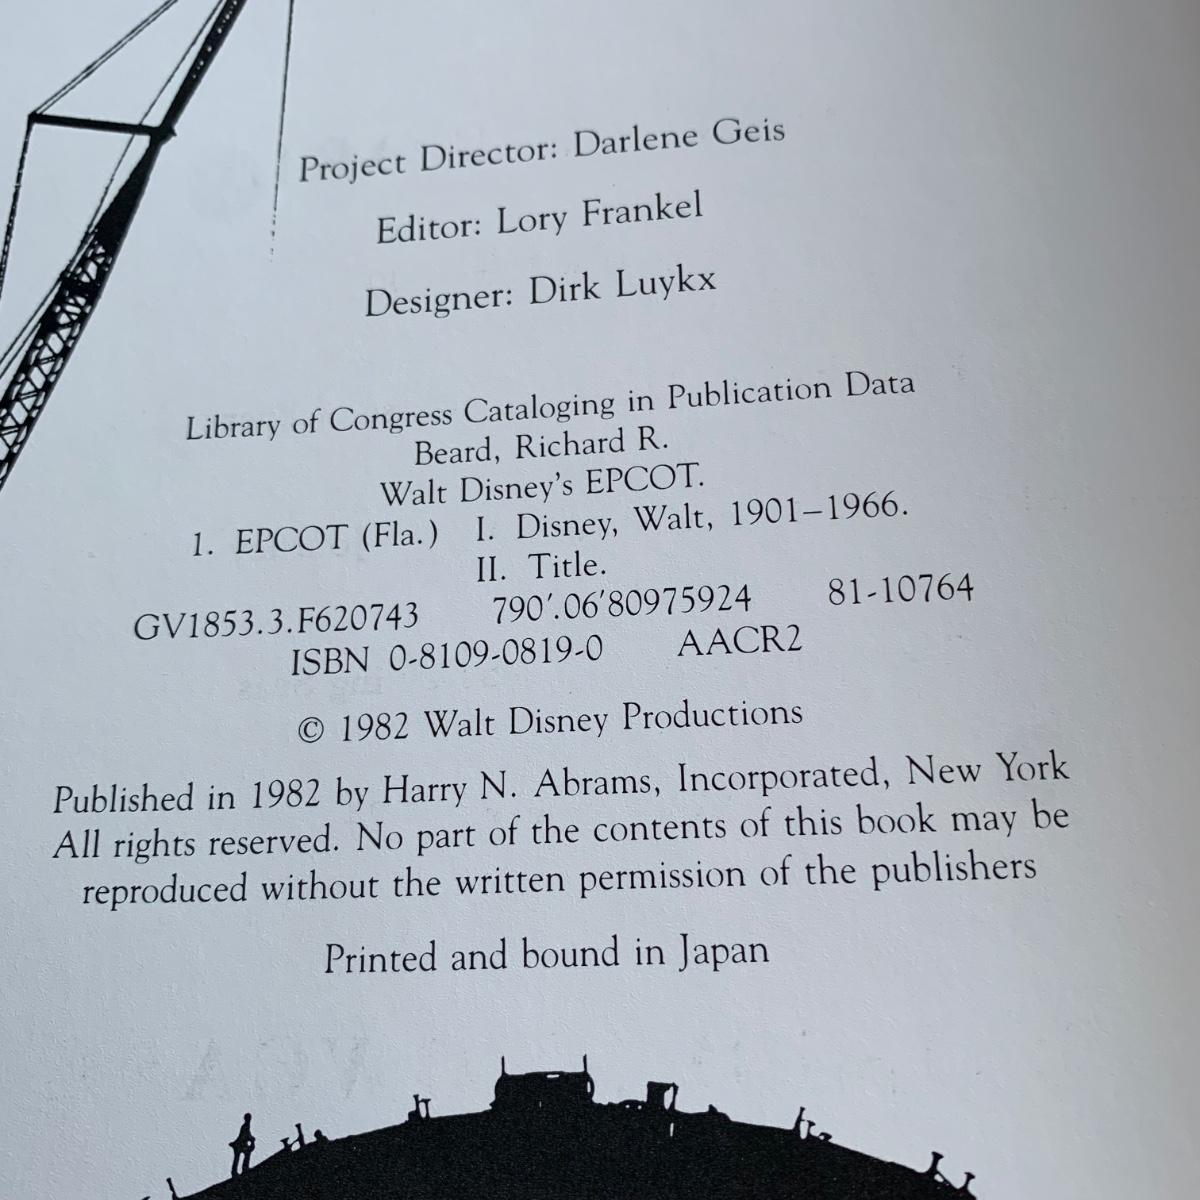 Project Director: Darlene Geis
Editor: Lory Frankel
Designer: Dirk Luykx
Library of Congress Cataloging in Publication Data
Beard, Richard R.
Walt Disney's EPCOT.
1. EPCOT (Fla.) I. Disney, Walt, 1901–1966.
II. Title.
GV1853.3.F620743 790′.06′80975924 81-10764
ISBN 0-8109-0819-0 AACR2
© 1982 Walt Disney Productions
Published in 1982 by Harry N. Abrams, Incorporated, New York
All rights reserved. No part of the contents of this book may be
reproduced without the written permission of the publishers
Printed and bound in Japan